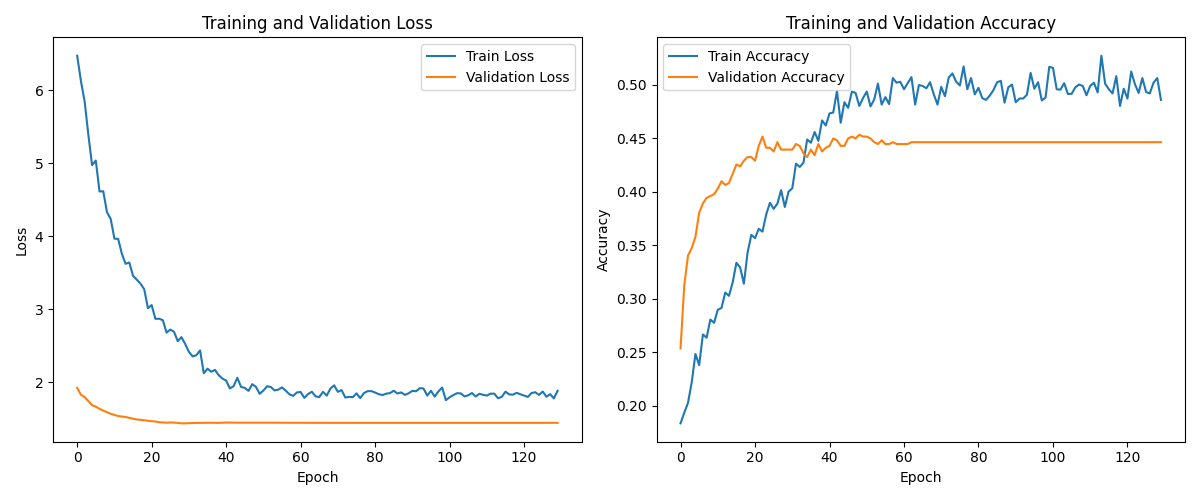 Training and Validation Loss
Train Loss
Validation Loss
6
5
4
3
2
Loss
0 20 40 60 80 100 120
Epoch
Training and Validation Accuracy
Train Accuracy
Validation Accuracy
0.50
0.45
0.40
0.35
0.30
0.25
0.20
Accuracy
0 20 40 60 80 100 120
Epoch